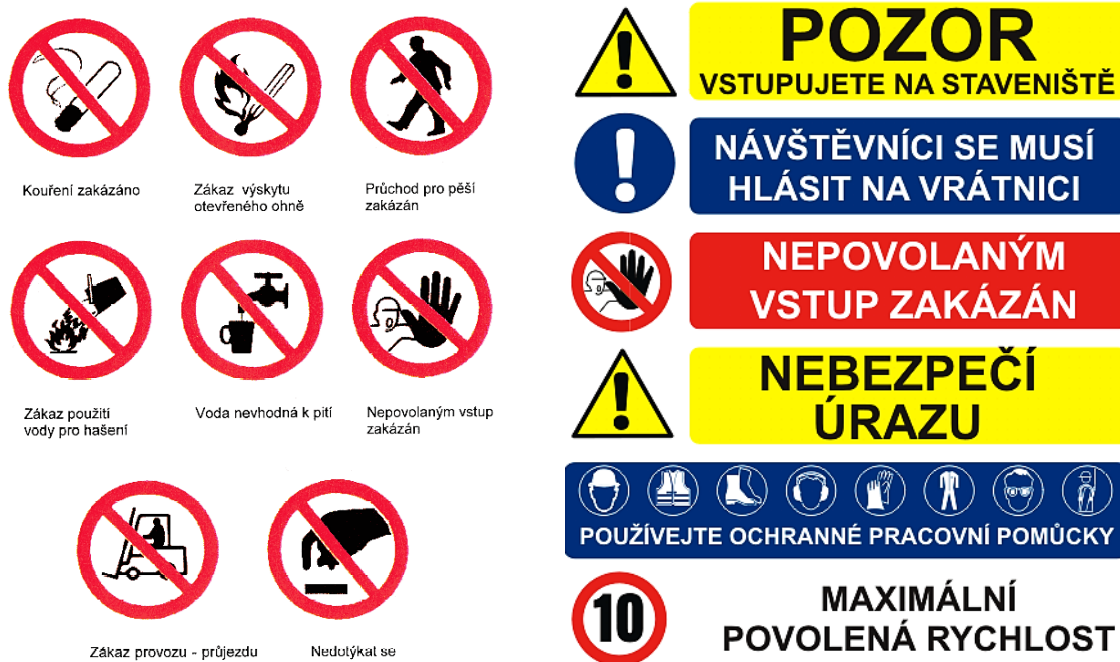 Kouření zakázáno
Zákaz výskytu
otevřeného ohně
Průchod pro pěší
zakázán
Zákaz použití
vody pro hašení
Voda nevhodná k pití
Nepovolaným vstup
zakázán
Zákaz provozu - průjezdu
Nedotýkat se
POZOR
VSTUPUJETE NA STAVENIŠTĚ
NÁVŠTĚVNÍCI SE MUSÍ
HLÁSIT NA VRÁTNICI
NEPOVOLANÝM
VSTUP ZAKÁZÁN
NEBEZPEČÍ
ÚRAZU
POUŽÍVEJTE OCHRANNÉ PRACOVNÍ POMŮCKY
10
MAXIMÁLNÍ
POVOLENÁ RYCHLOST